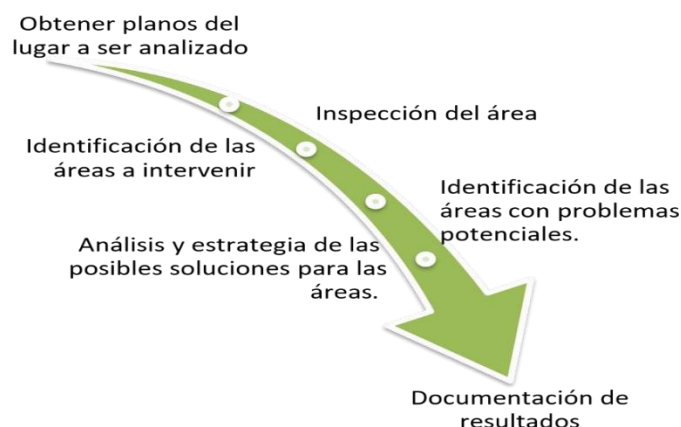 Obtener planos del
lugar a ser analizado
Inspección del área
Identificación de las
áreas a intervenir
Identificación de las
áreas con problemas
potenciales.
Análisis y estrategia de las
posibles soluciones para las
áreas.
Documentación de
resultados